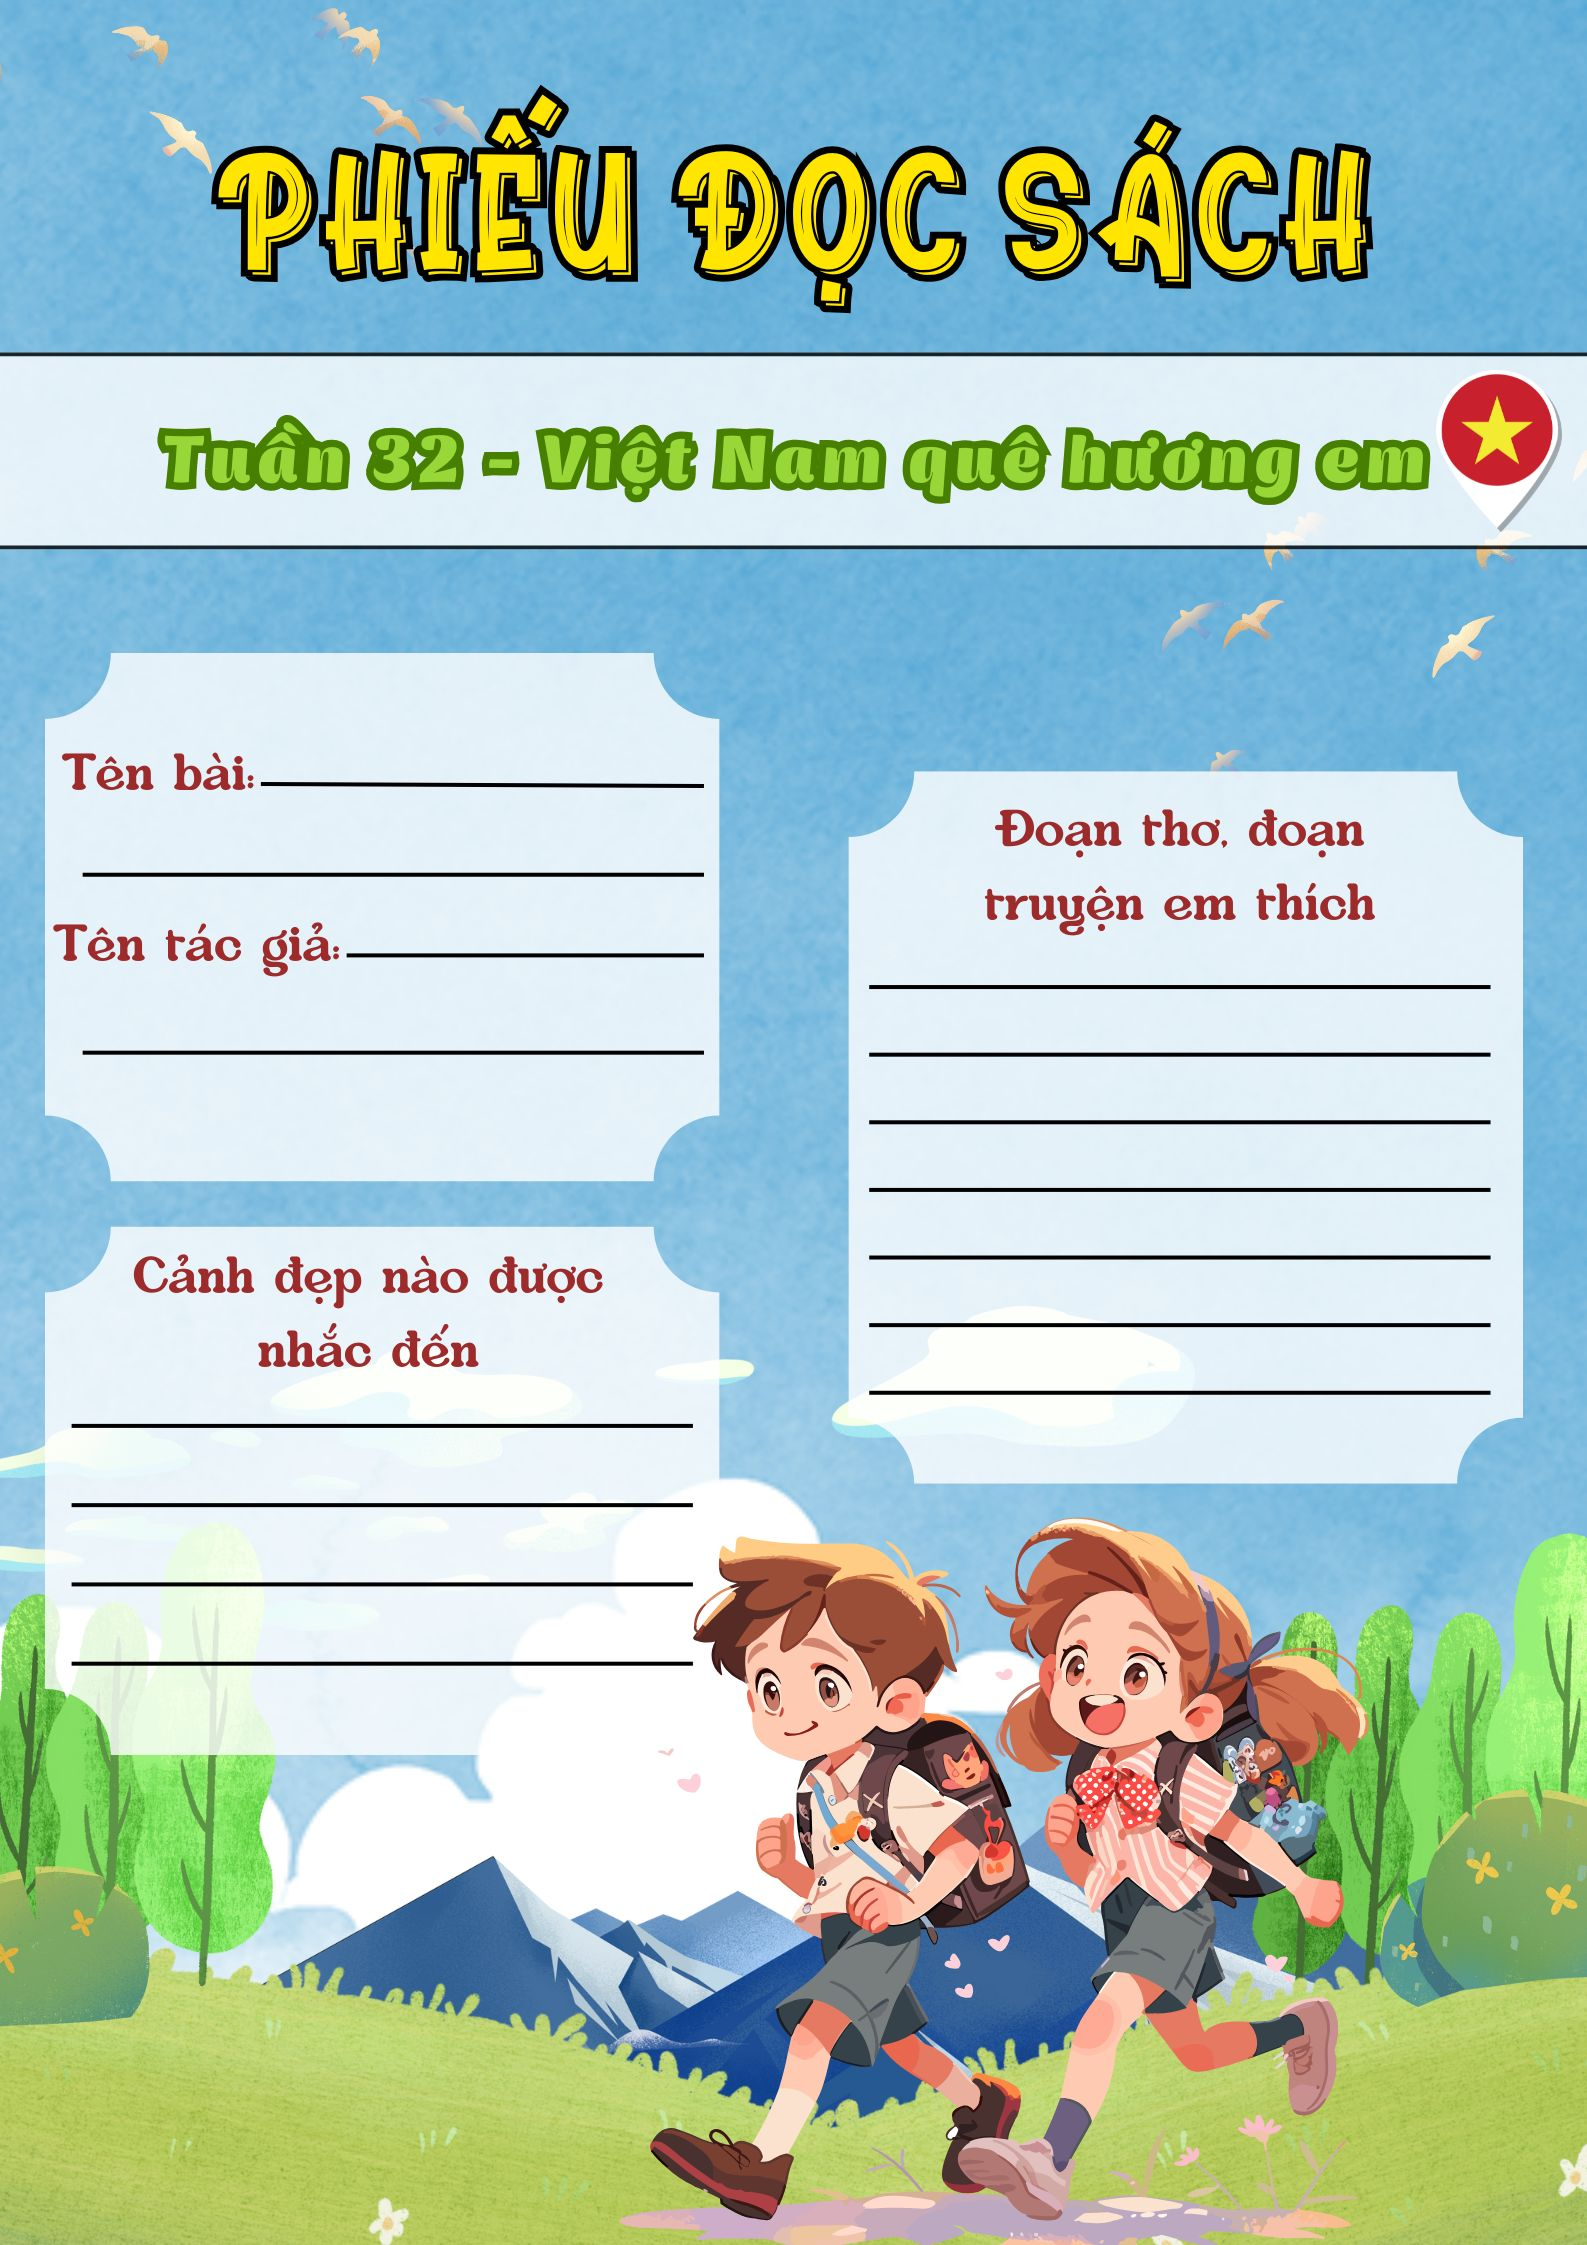 PHIẾU ĐỌC SÁCH
Tuần 32 - Việt Nam quê hương em
Tên bài:
Tên tác giả:
Cảnh đẹp nào được
nhắc đến
Đoạn thơ, đoạn
truyện em thích